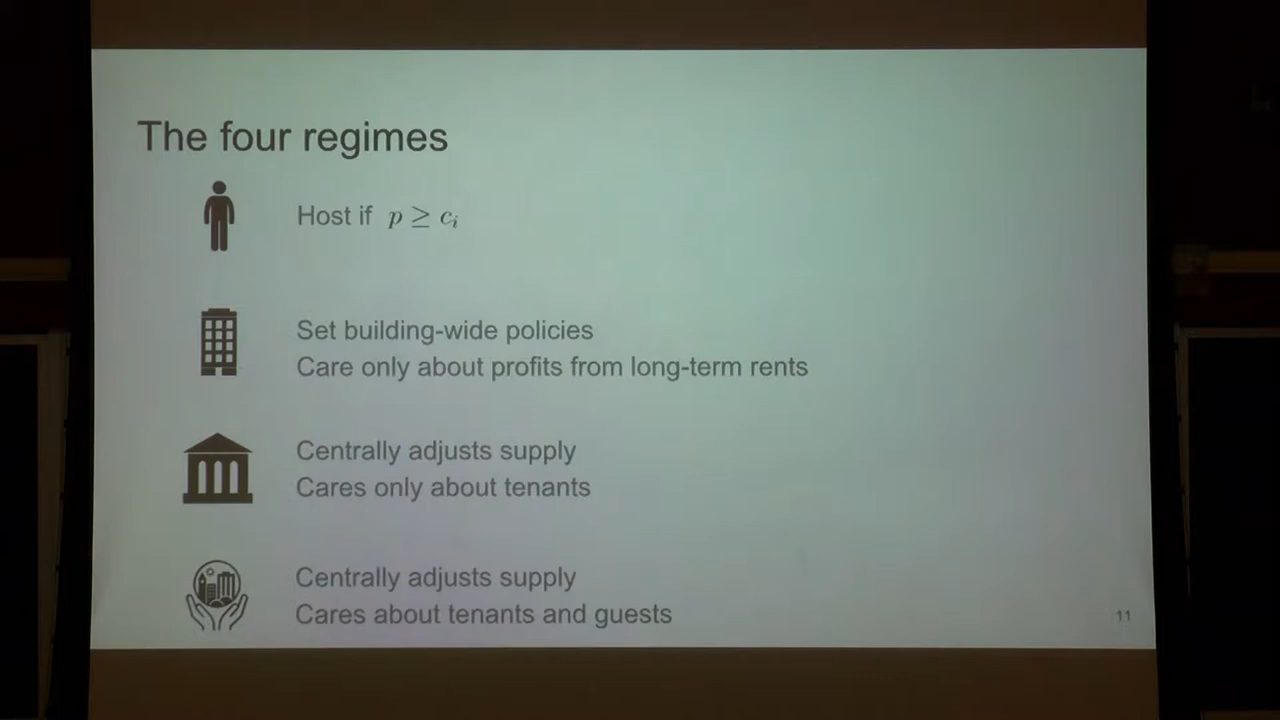 The four regimes
Host if p ≥ cᵢ
Set building-wide policies
Care only about profits from long-term rents
Centrally adjusts supply
Cares only about tenants
Centrally adjusts supply
Cares about tenants and guests
11